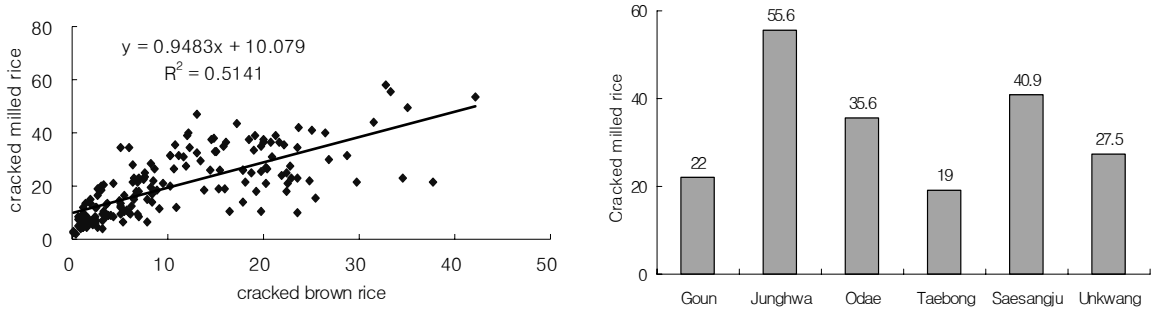 80
60
40
20
0
cracked milled rice
y = 0.9483x + 10.079
R² = 0.5141
0 10 20 30 40 50
cracked brown rice
60
40
20
0
Cracked milled rice
22
55.6
35.6
19
40.9
27.5
Goun Junghwa Odae Taebong Saesangju Unkwang